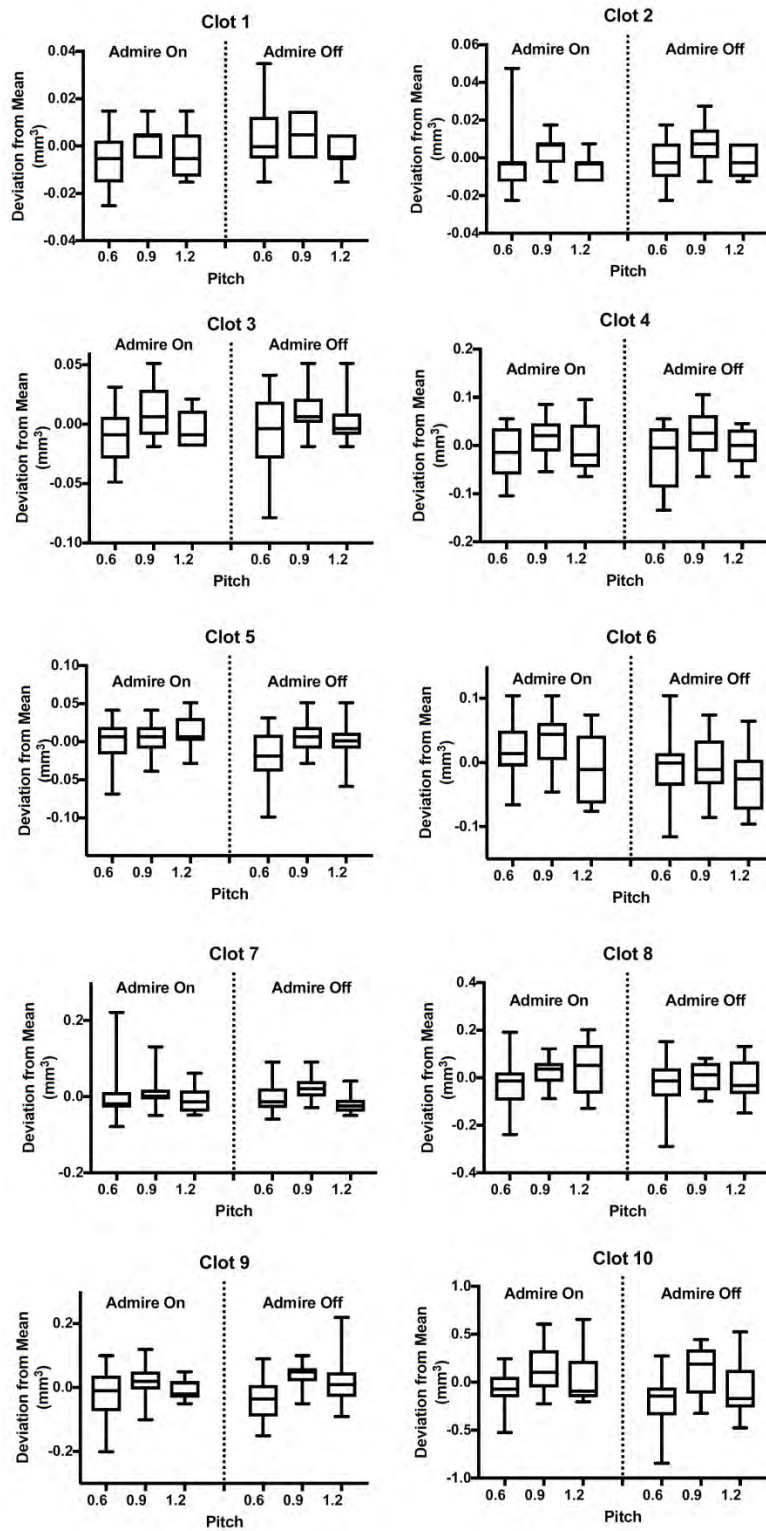 Clot 1
Admire On
Admire Off
Deviation from Mean
(mm³)
0.04
0.02
0.00
-0.02
-0.04
0.6 0.9 1.2 0.6 0.9 1.2
Pitch
Clot 2
Admire On
Admire Off
Deviation from Mean
(mm³)
0.06
0.04
0.02
0.00
-0.02
-0.04
0.6 0.9 1.2 0.6 0.9 1.2
Pitch
Clot 3
Admire On
Admire Off
Deviation from Mean
(mm³)
0.05
0.00
-0.05
-0.10
0.6 0.9 1.2 0.6 0.9 1.2
Pitch
Clot 4
Admire On
Admire Off
Deviation from Mean
(mm³)
0.2
0.1
0.0
-0.1
-0.2
0.6 0.9 1.2 0.6 0.9 1.2
Pitch
Clot 5
Admire On
Admire Off
Deviation from Mean
(mm³)
0.10
0.05
0.00
0.05
-0.10
0.6 0.9 1.2 0.6 0.9 1.2
Pitch
Clot 6
Admire On
Admire Off
Deviation from Mean
(mm³)
0.1
0.0
-0.1
0.6 0.9 1.2 0.6 0.9 1.2
Pitch
Clot 7
Admire On
Admire Off
Deviation from Mean
(mm³)
0.2
0.0
-0.2
0.6 0.9 1.2 0.6 0.9 1.2
Pitch
Clot 8
Admire On
Admire Off
Deviation from Mean
(mm³)
0.4
0.2
0.0
-0.2
-0.4
0.6 0.9 1.2 0.6 0.9 1.2
Pitch
Clot 9
Admire On
Admire Off
Deviation from Mean
(mm³)
0.2
0.0
-0.2
0.6 0.9 1.2 0.6 0.9 1.2
Pitch
Clot 10
Admire On
Admire Off
Deviation from Mean
(mm³)
1.0
0.5
0.0
-0.5
-1.0
0.6 0.9 1.2 0.6 0.9 1.2
Pitch